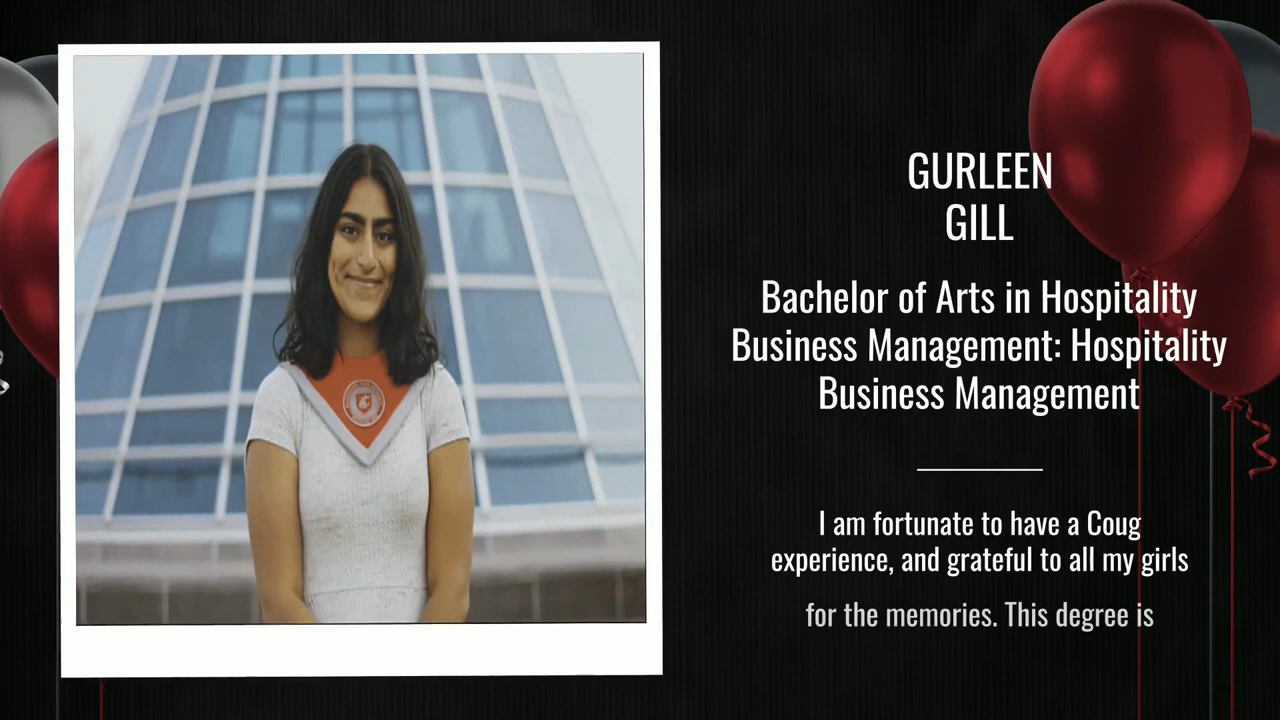 GURLEEN
GILL
Bachelor of Arts in Hospitality
Business Management: Hospitality
Business Management
I am fortunate to have a Coug
experience, and grateful to all my girls
for the memories. This degree is